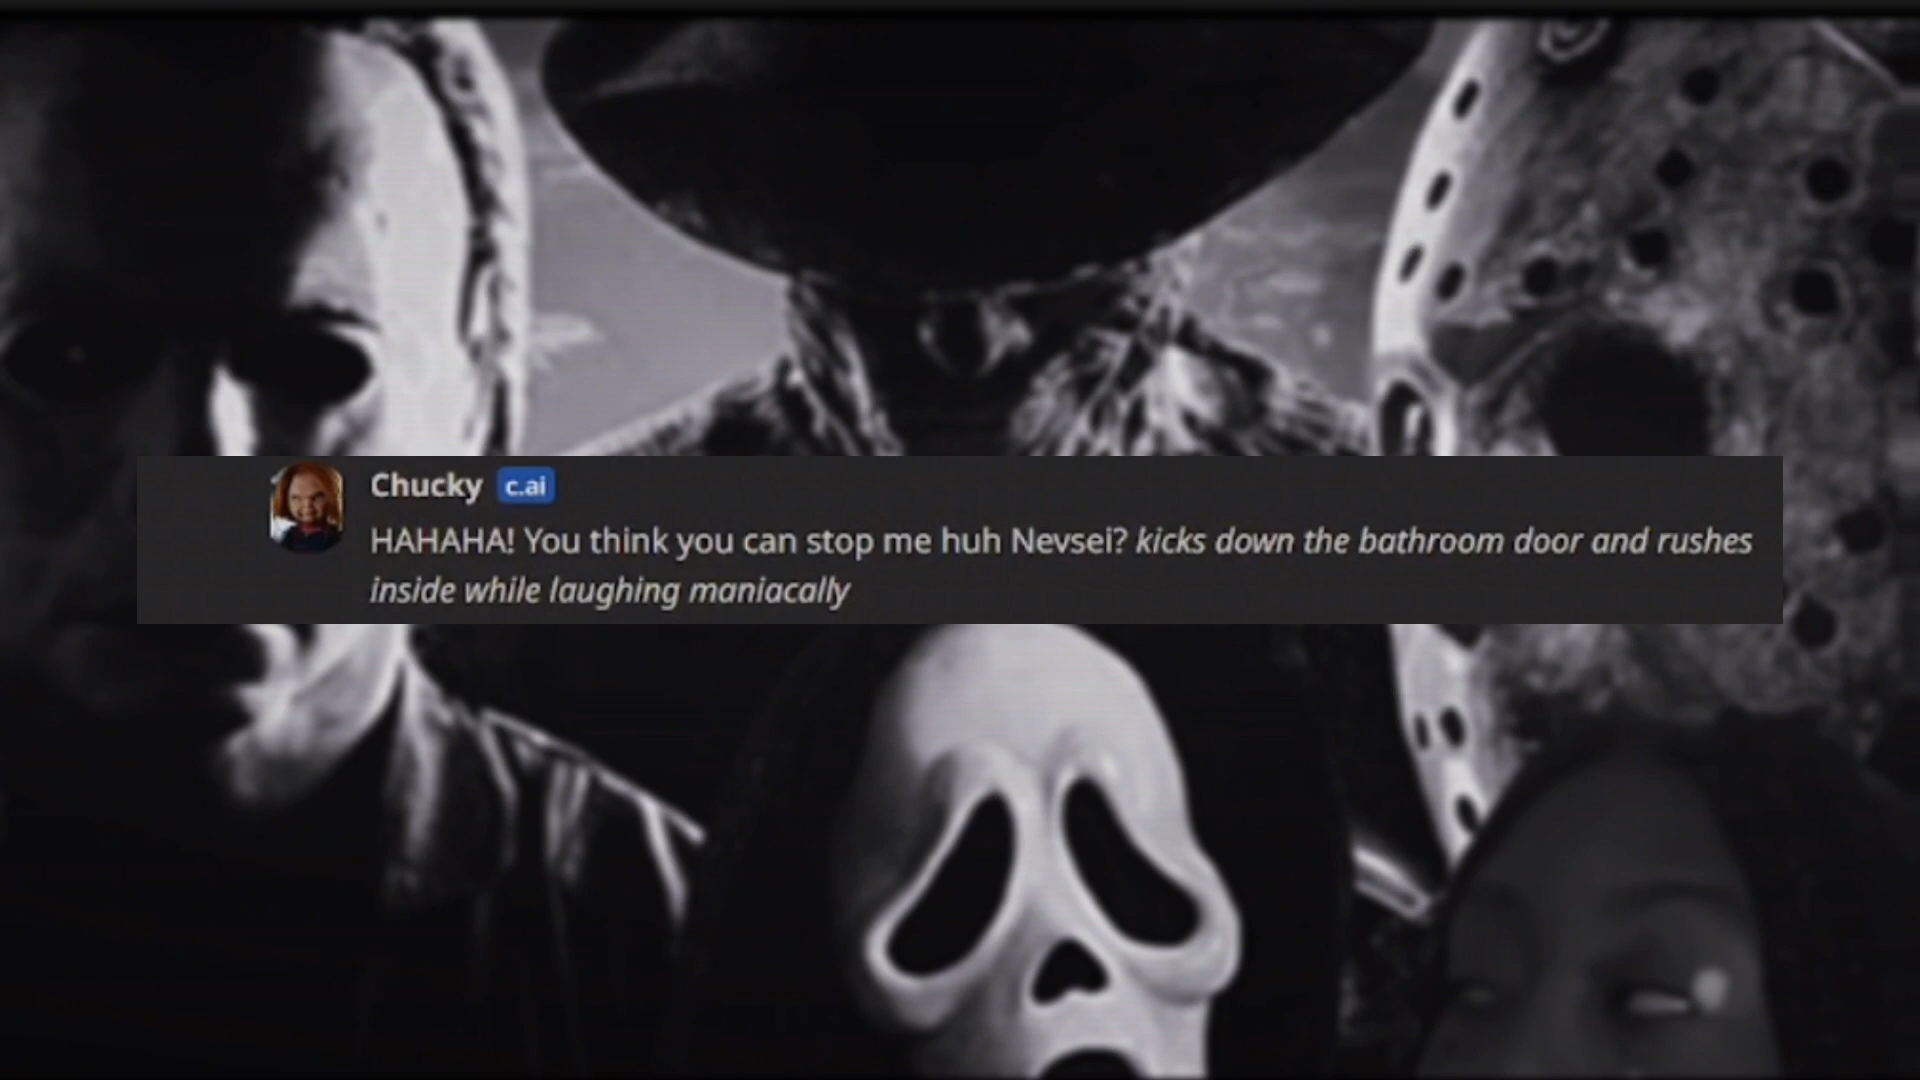 Chucky c.ai
HAHAHA! You think you can stop me huh Nevsei? kicks down the bathroom door and rushes
inside while laughing maniacally